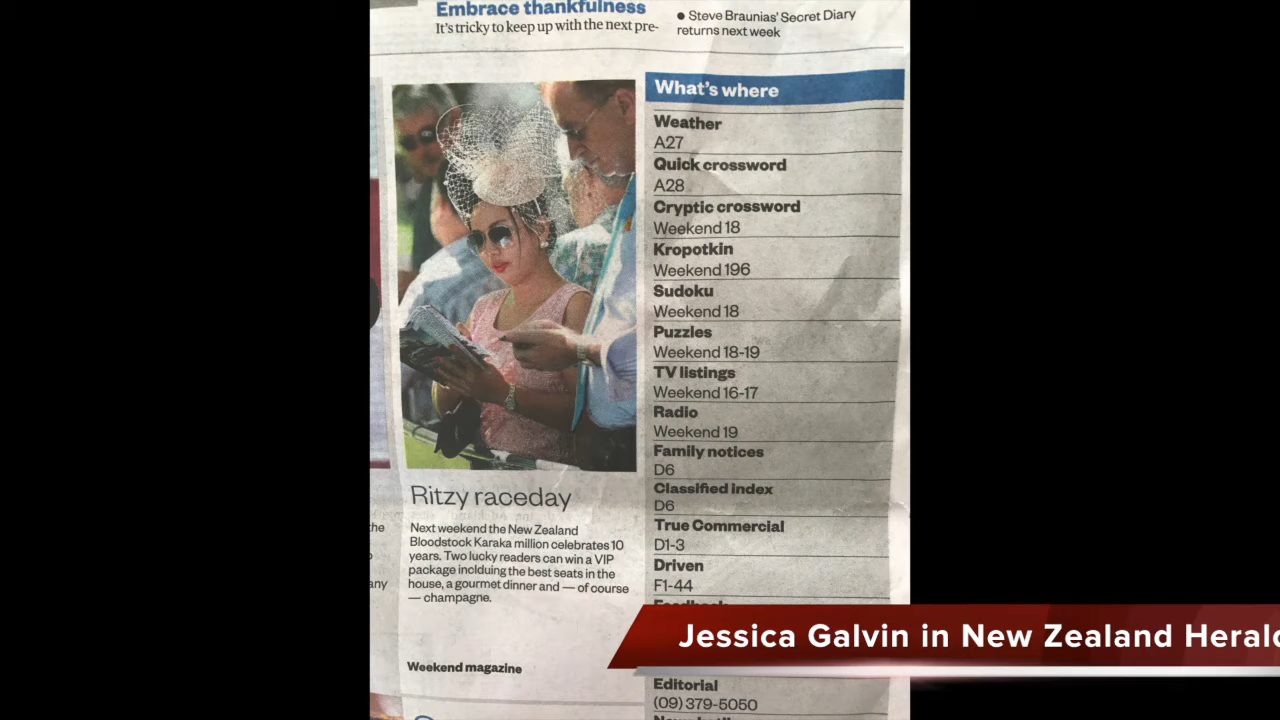 Embrace thankfulness
It's tricky to keep up with the next pre-
● Steve Braunias' Secret Diary
returns next week
What's where
Weather
A27
Quick crossword
A28
Cryptic crossword
Weekend 18
Kropotkin
Weekend 196
Sudoku
Weekend 18
Puzzles
Weekend 18-19
TV listings
Weekend 16-17
Radio
Weekend 19
Family notices
D6
Classified index
D6
True Commercial
D1-3
Driven
F1-44
Editorial
(09) 379-5050
Ritzy raceday
Next weekend the New Zealand
Bloodstock Karaka million celebrates 10
years. Two lucky readers can win a VIP
package inclduing the best seats in the
house, a gourmet dinner and — of course
— champagne.
Weekend magazine
any
Jessica Galvin in New Zealand Herald